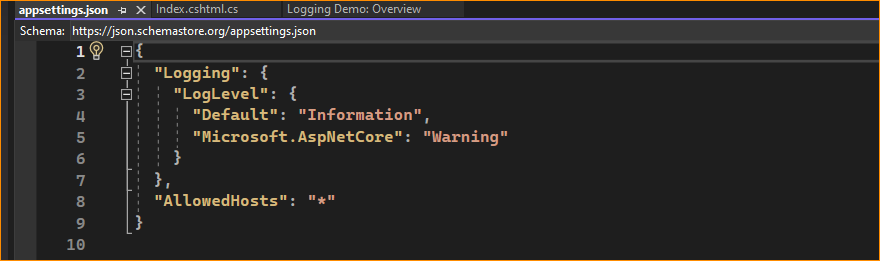 appsettings.json Index.cshtml.cs Logging Demo: Overview
Schema: https://json.schemastore.org/appsettings.json
1 {
2 "Logging": {
3 "LogLevel": {
4 "Default": "Information",
5 "Microsoft.AspNetCore": "Warning"
6 }
7 },
8 "AllowedHosts": "*"
9 }
10